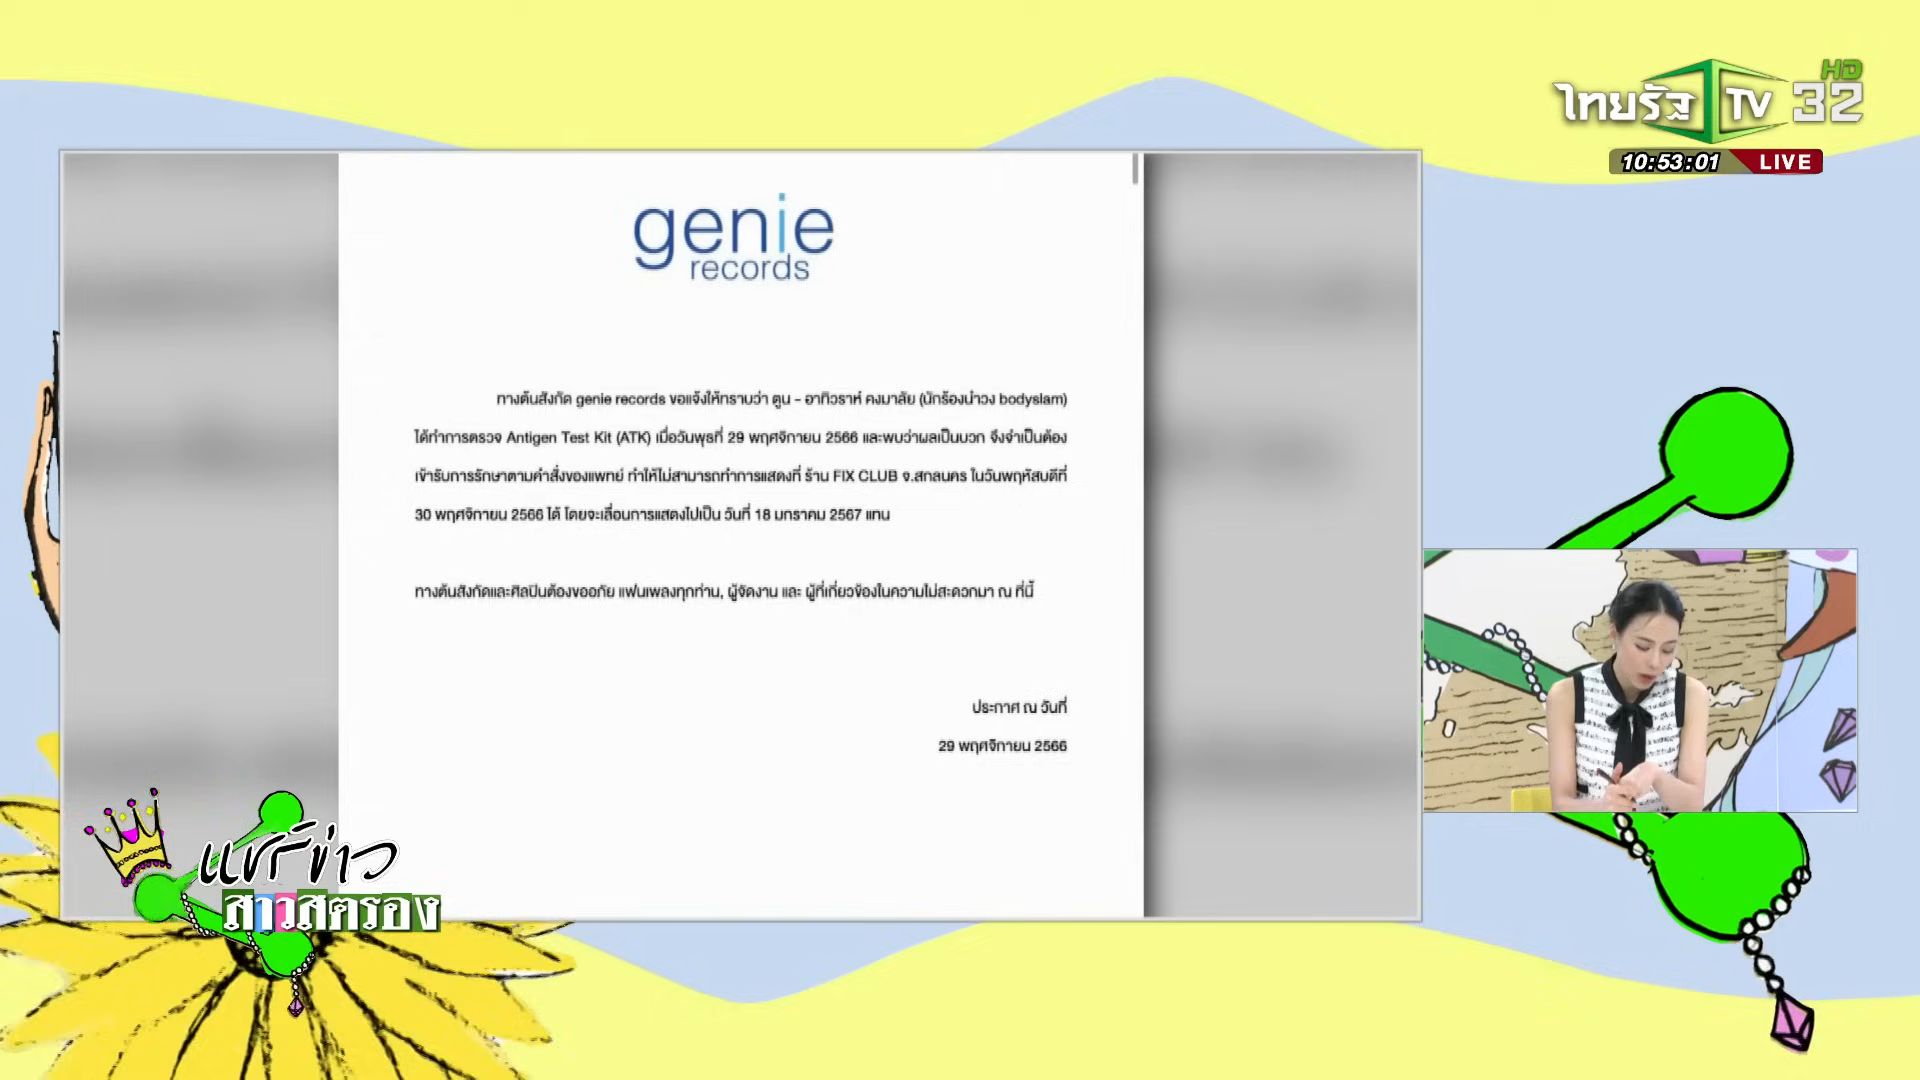 ไทยรัฐ TV HD 32
10:53:01 LIVE
genie
records
ทางต้นสังกัด genie records ขอแจ้งให้ทราบว่า ตูน - อาทิวราห์ คงมาลัย (นักร้องนำวง bodyslam)
ได้ทำการตรวจ Antigen Test Kit (ATK) เมื่อวันพุธที่ 29 พฤศจิกายน 2566 และพบว่าผลเป็นบวก จึงจำเป็นต้อง
เข้ารับการรักษาตามคำสั่งของแพทย์ ทำให้ไม่สามารถทำการแสดงที่ ร้าน FIX CLUB จ.สกลนคร ในวันพฤหัสบดีที่
30 พฤศจิกายน 2566 ได้ โดยจะเลื่อนการแสดงไปเป็น วันที่ 18 มกราคม 2567 แทน
ทางต้นสังกัดและศิลปินต้องขออภัย แฟนเพลงทุกท่าน, ผู้จัดงาน และ ผู้ที่เกี่ยวข้องในความไม่สะดวกมา ณ ที่นี้
ประกาศ ณ วันที่
29 พฤศจิกายน 2566
แชร์ข่าว
สาวสตรอง